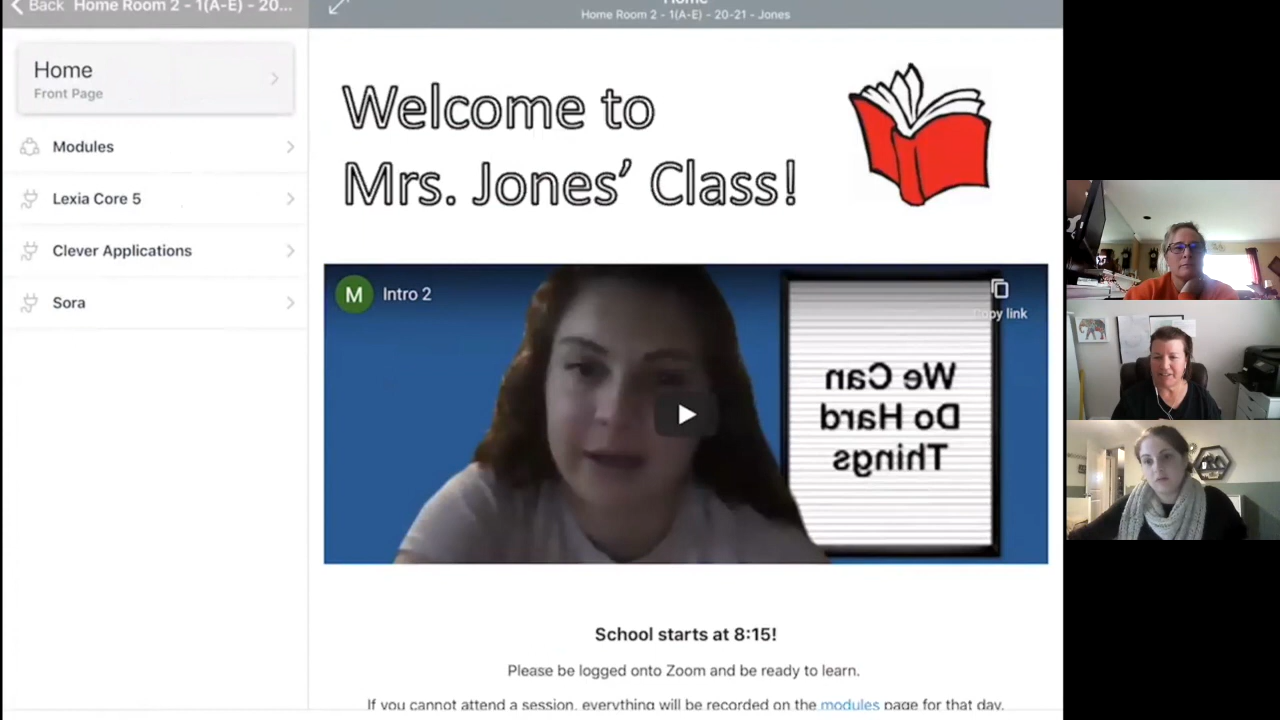 Back Home Room 2 - 1(A-E) - 20...
Home
Home Room 2 - 1(A-E) - 20-21 - Jones
Home
Front Page
Modules
Lexia Core 5
Clever Applications
Sora
Welcome to
Mrs. Jones’ Class!
M Intro 2
Copy link
We Can
Do Hard
Things
School starts at 8:15!
Please be logged onto Zoom and be ready to learn.
If you cannot attend a session, everything will be recorded on the modules page for that day.